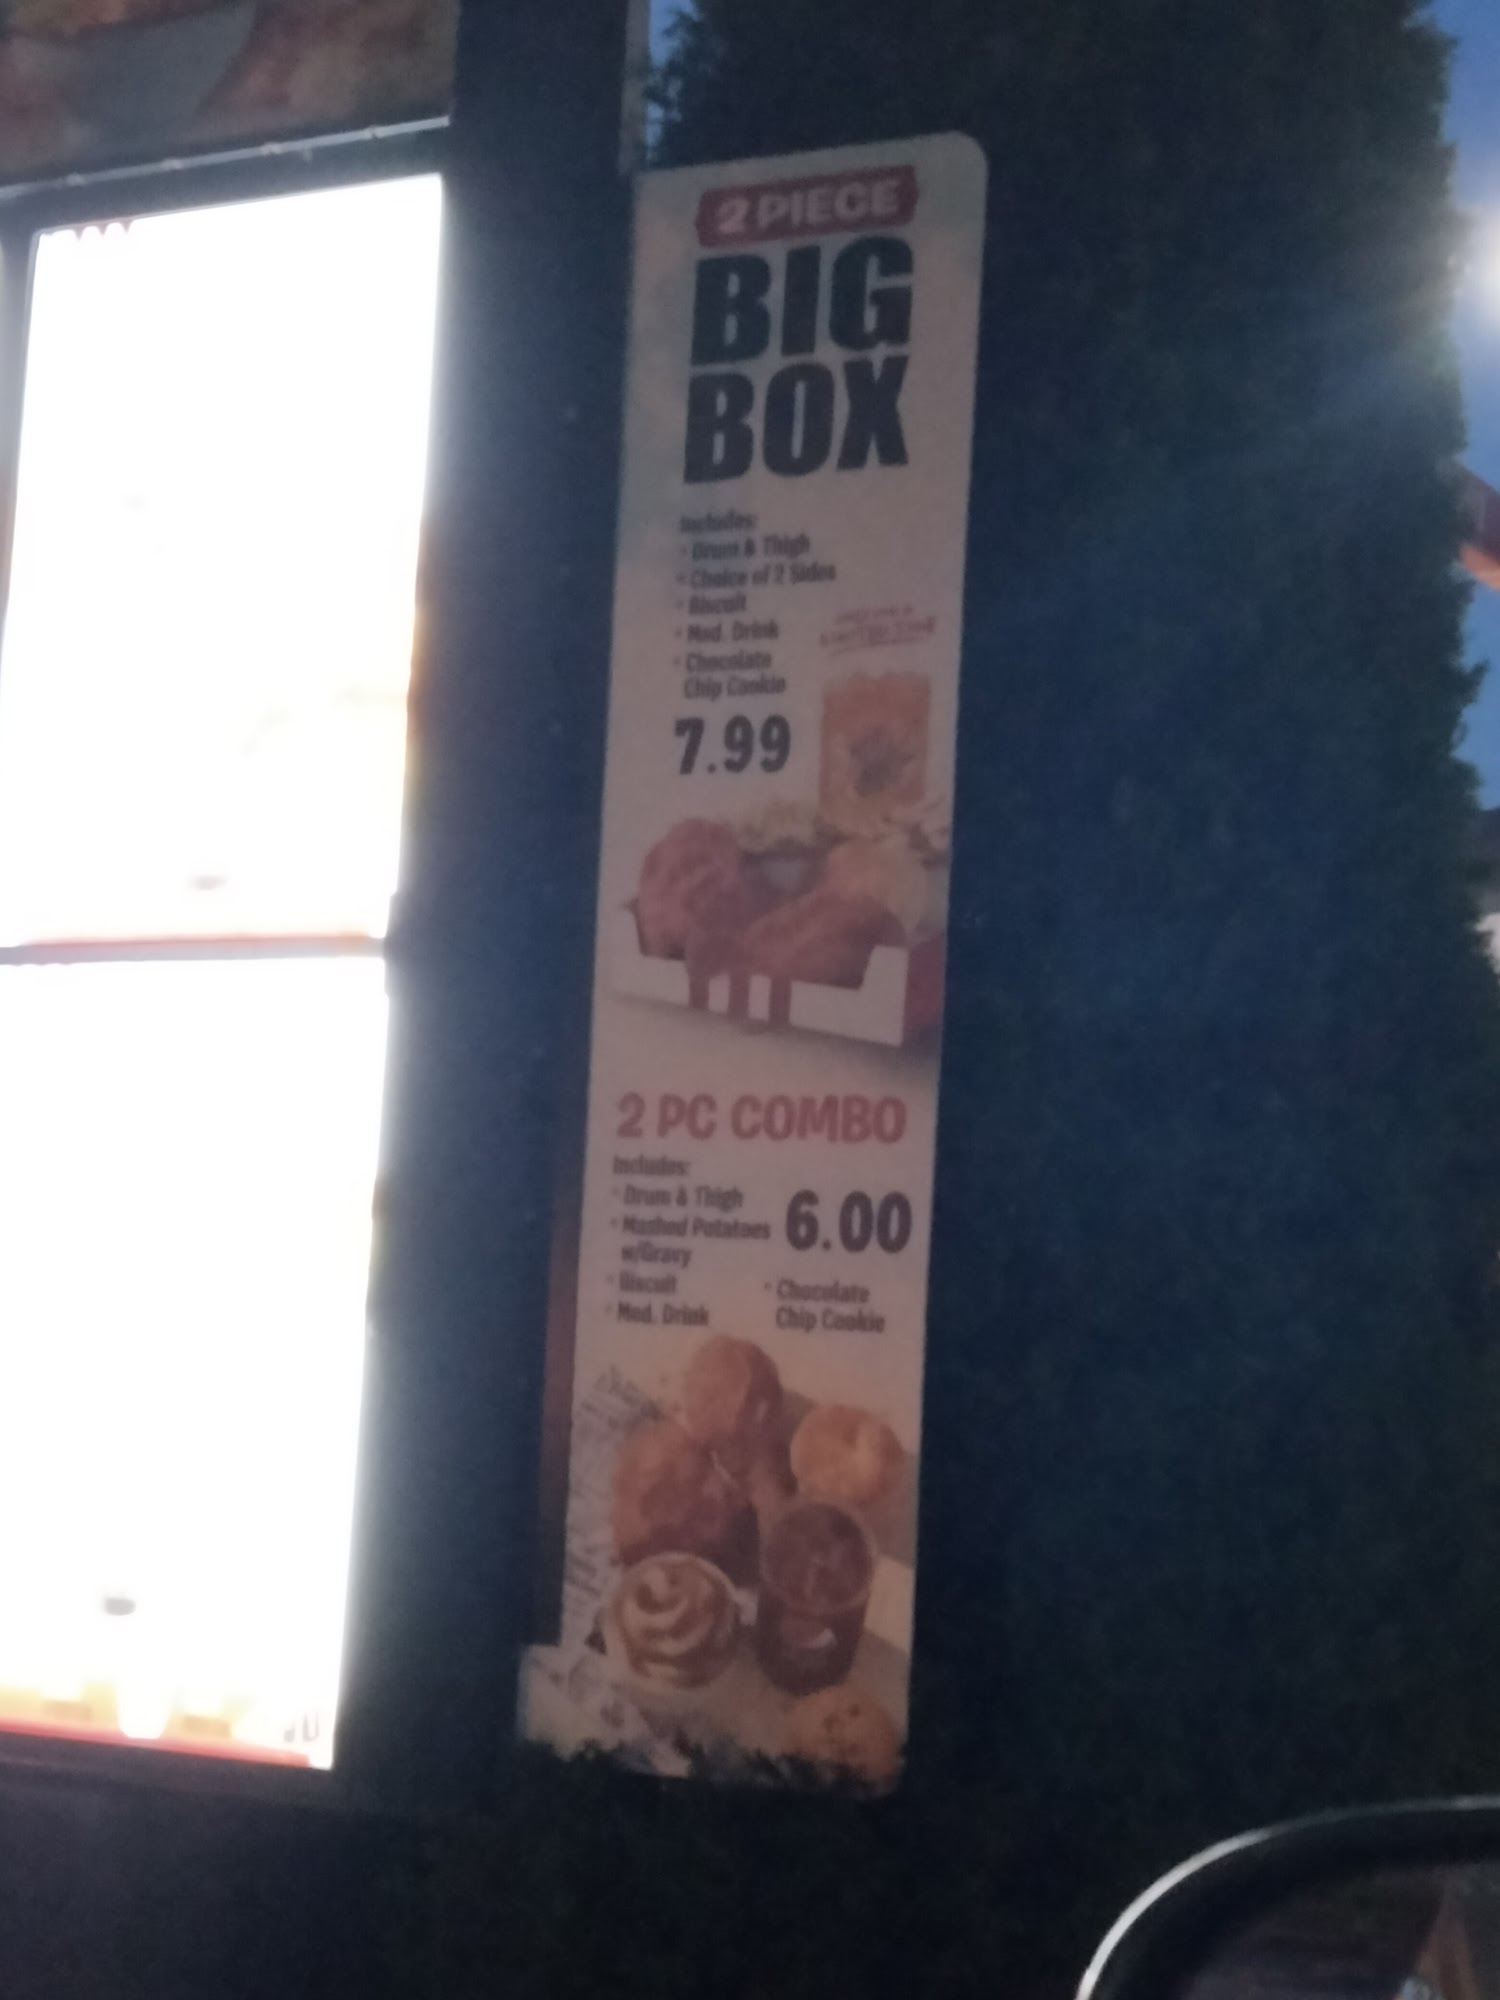 2 PIECE
BIG
BOX
Includes:
• Drum & Thigh
• Choice of 2 Sides
• Biscuit
• Med. Drink
• Chocolate
Chip Cookie
7.99
2 PC COMBO
Includes:
• Drum & Thigh
6.00
• Mashed Potatoes
w/Gravy
• Biscuit
• Med. Drink
• Chocolate
Chip Cookie